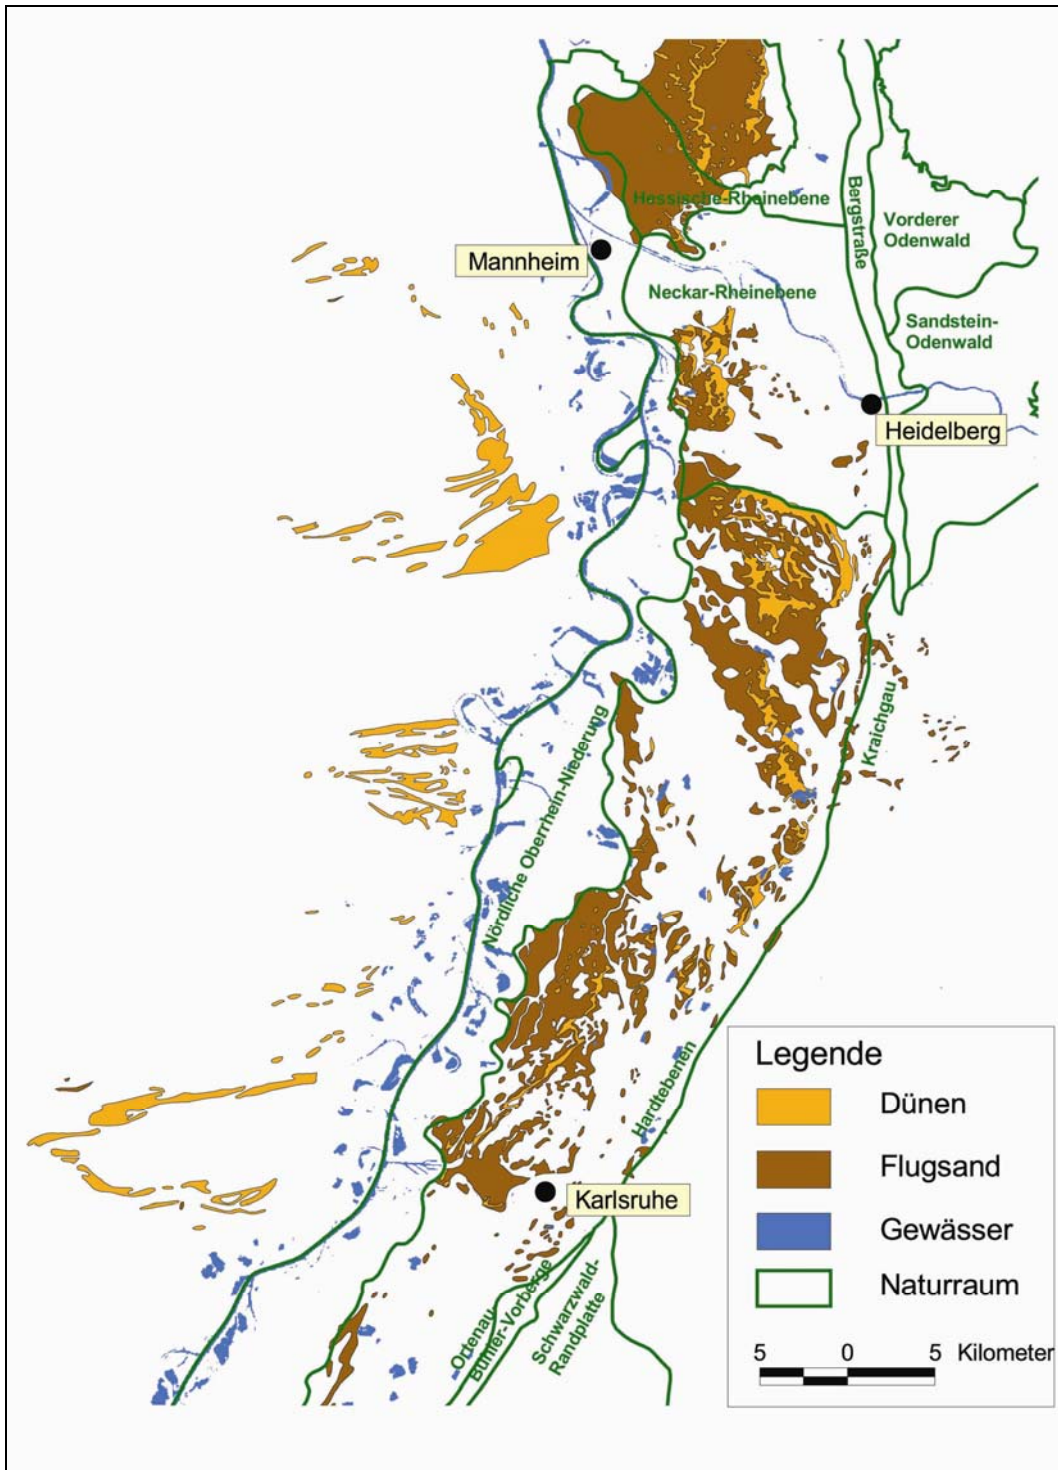 Hessische-Rheinebene
Bergstraße
Vorderer
Odenwald
Mannheim
Neckar-Rheinebene
Sandstein-
Odenwald
Heidelberg
Kraichgau
Nördliche Oberrhein-Niederung
Hardtebenen
Karlsruhe
Ortenau
Bühler-Vorberge
Schwarzwald-
Randplatte
Legende
Dünen
Flugsand
Gewässer
Naturraum
5 0 5 Kilometer